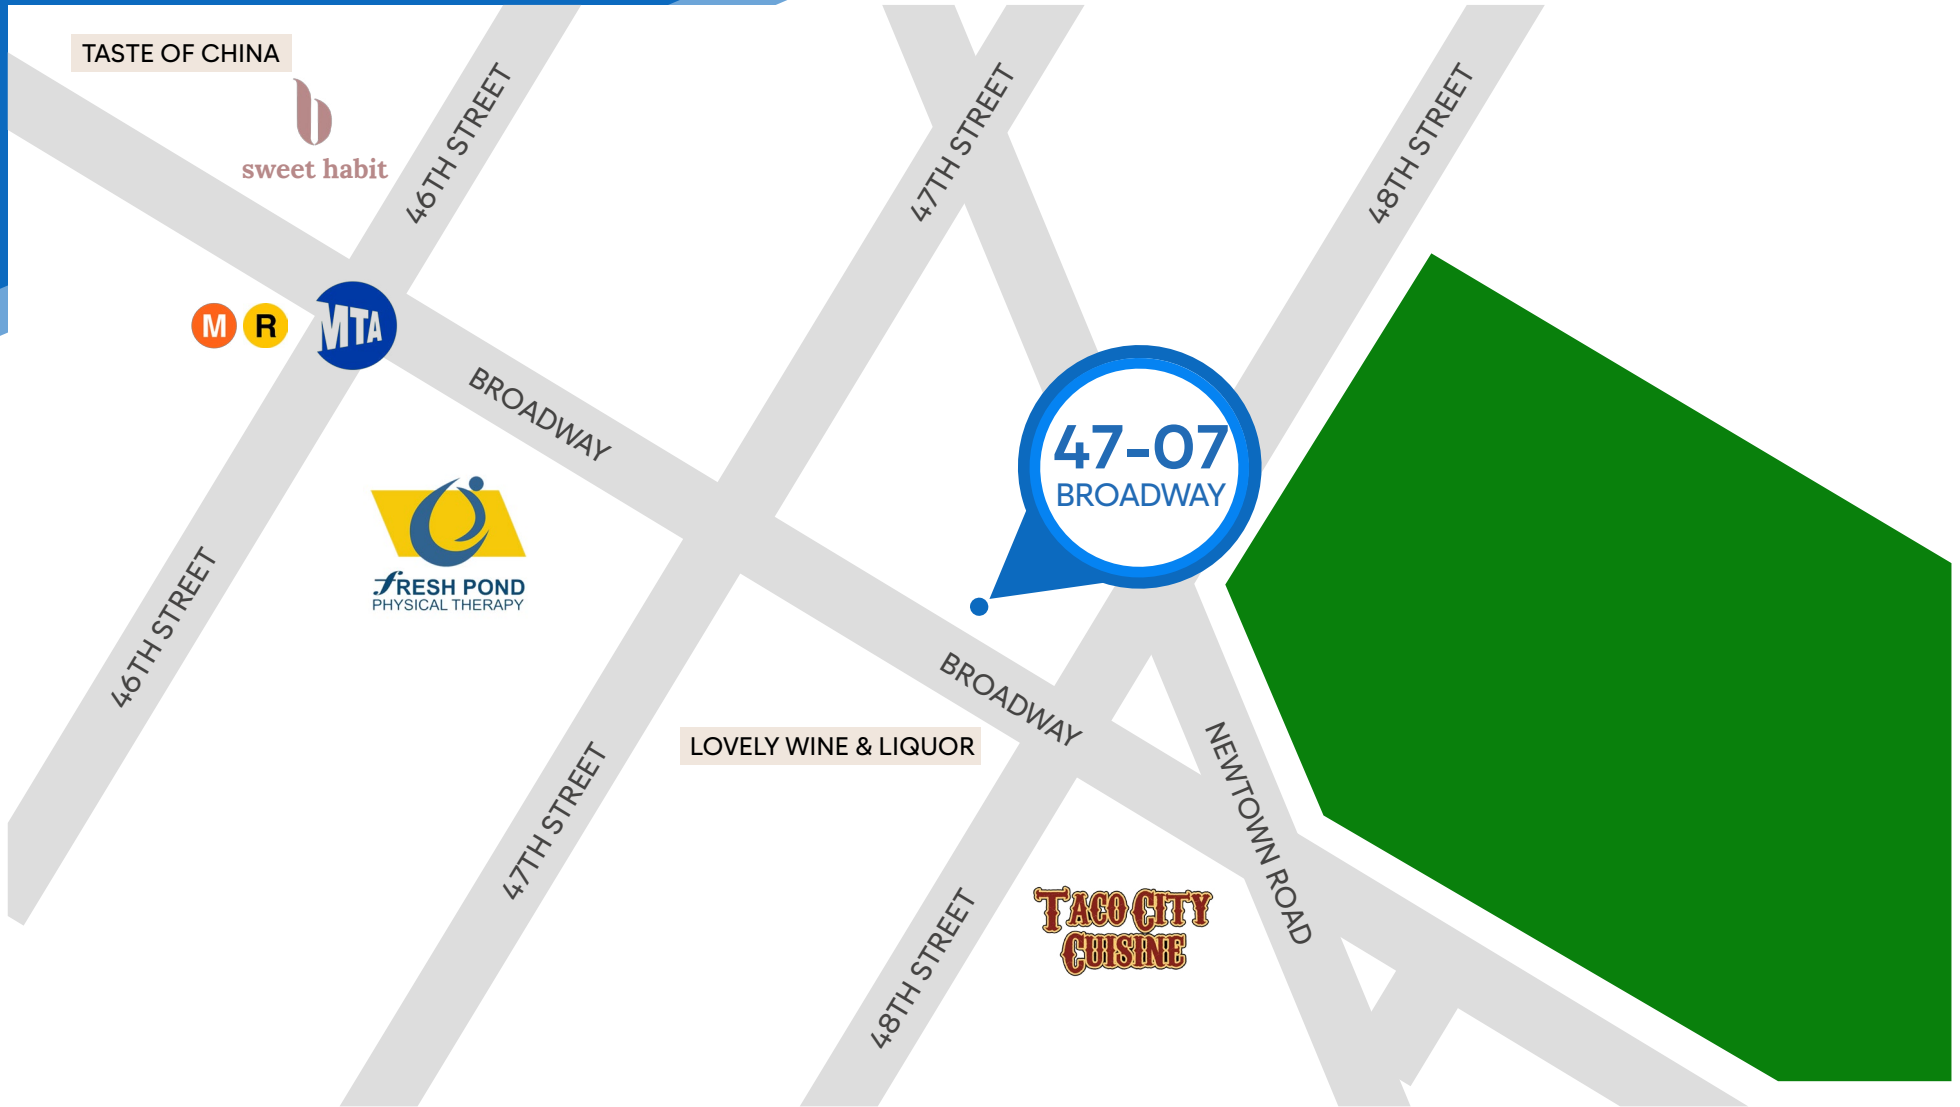 TASTE OF CHINA
sweet habit
46TH STREET
47TH STREET
48TH STREET
M R MTA
BROADWAY
47-07
BROADWAY
FRESH POND
PHYSICAL THERAPY
46TH STREET
BROADWAY
LOVELY WINE & LIQUOR
47TH STREET
NEWTOWN ROAD
TACO CITY
CUISINE
48TH STREET